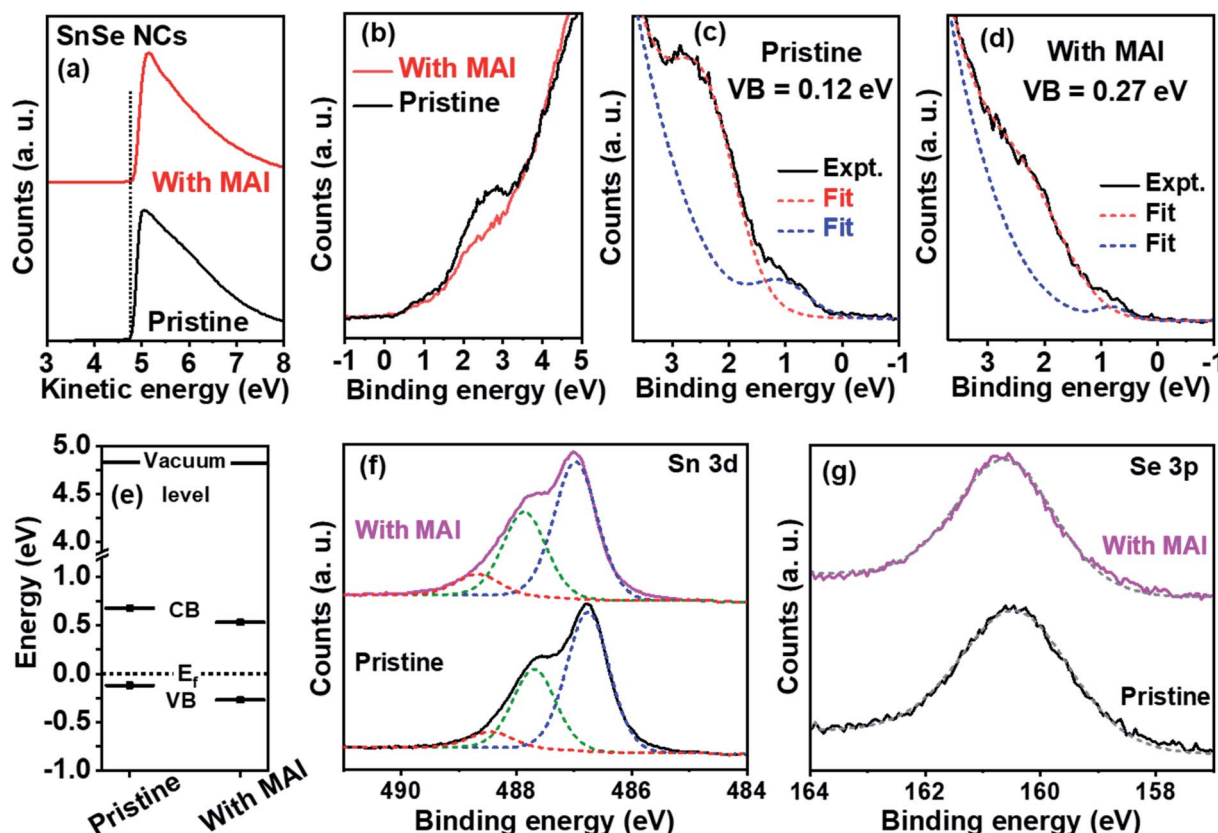 SnSe NCs
(a)
With MAI
Pristine
Counts (a. u.)
3 4 5 6 7 8
Kinetic energy (eV)
(b)
With MAI
Pristine
Counts (a. u.)
-1 0 1 2 3 4 5
Binding energy (eV)
(c)
Pristine
VB = 0.12 eV
Expt.
Fit
Fit
Counts (a. u.)
3 2 1 0 -1
Binding energy (eV)
(d)
With MAI
VB = 0.27 eV
Expt.
Fit
Fit
Counts (a. u.)
3 2 1 0 -1
Binding energy (eV)
5.0
Vacuum
(e) level
4.75
4.5
4.25
4.0
1.0
CB
0.5
0.0
Ef
VB
-0.5
-1.0
Energy (eV)
Pristine
With MAI
(f)
Sn 3d
With MAI
Pristine
Counts (a. u.)
490 488 486 484
Binding energy (eV)
(g)
Se 3p
With MAI
Pristine
Counts (a. u.)
164 162 160 158
Binding energy (eV)